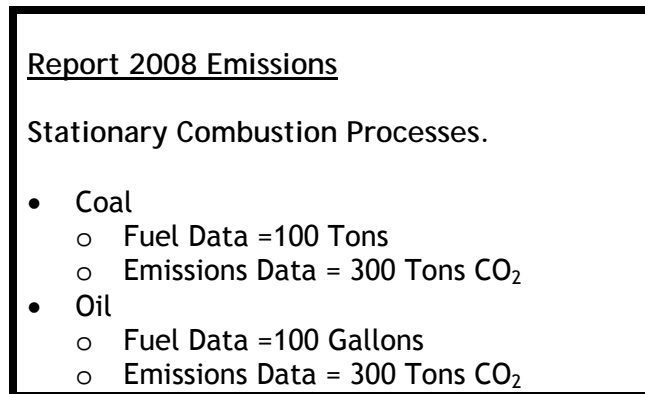 Report 2008 Emissions
Stationary Combustion Processes.
• Coal
o Fuel Data =100 Tons
o Emissions Data = 300 Tons CO₂
• Oil
o Fuel Data =100 Gallons
o Emissions Data = 300 Tons CO₂